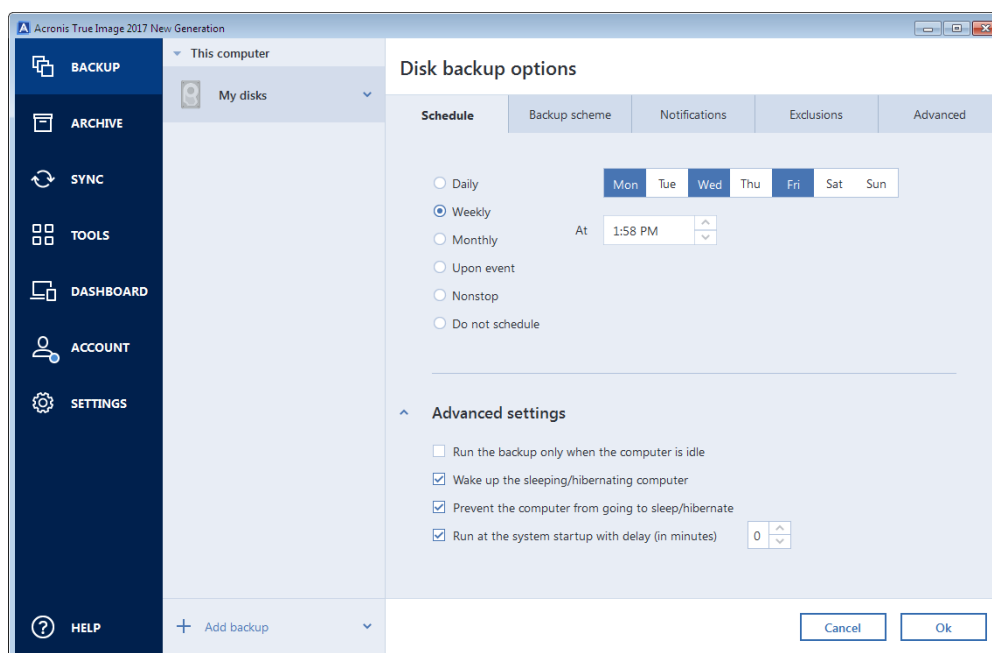 Acronis True Image 2017 New Generation
BACKUP
ARCHIVE
SYNC
TOOLS
DASHBOARD
ACCOUNT
SETTINGS
HELP
This computer
My disks
Add backup
Disk backup options
Schedule Backup scheme Notifications Exclusions Advanced
Daily
Weekly
Monthly
Upon event
Nonstop
Do not schedule
Mon Tue Wed Thu Fri Sat Sun
At 1:58 PM
Advanced settings
Run the backup only when the computer is idle
Wake up the sleeping/hibernating computer
Prevent the computer from going to sleep/hibernate
Run at the system startup with delay (in minutes) 0
Cancel Ok